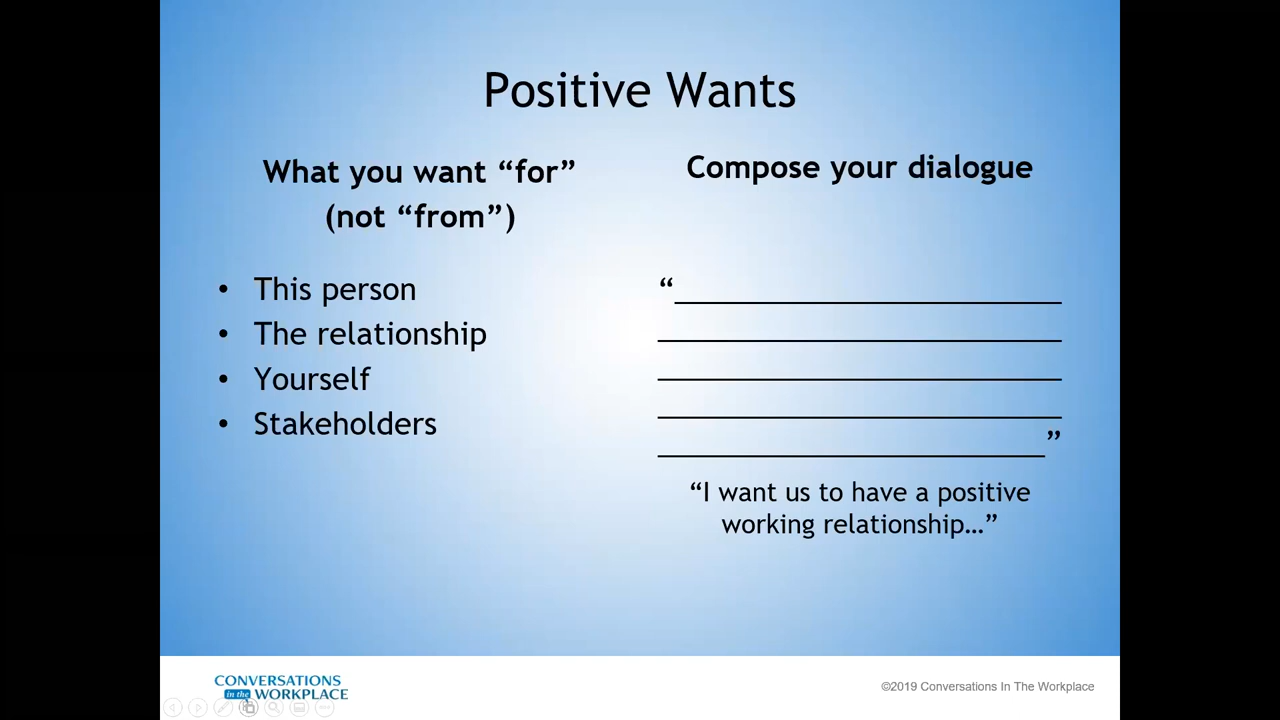 Positive Wants
What you want “for”
(not “from”)
• This person
• The relationship
• Yourself
• Stakeholders
Compose your dialogue
“
”
“I want us to have a positive
working relationship…”
CONVERSATIONS
in the WORKPLACE
©2019 Conversations In The Workplace